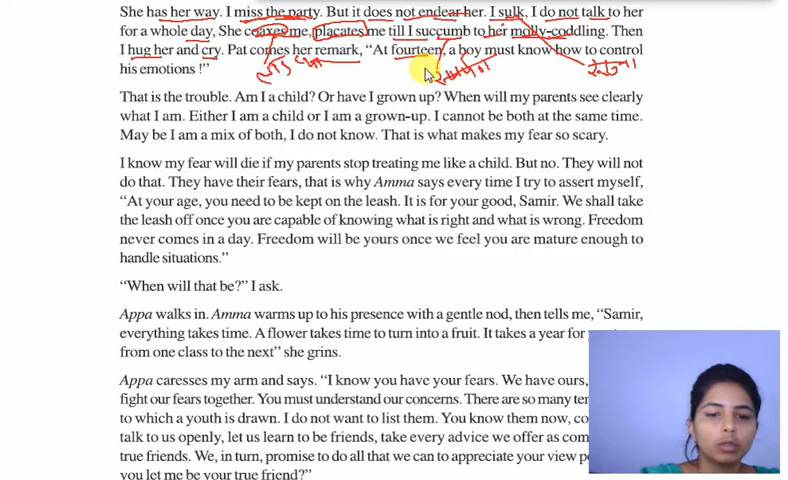 She has her way. I miss the party. But it does not endear her. I sulk, I do not talk to her
for a whole day, She coaxes me, placates me till I succumb to her molly-coddling. Then
I hug her and cry. Pat comes her remark, “At fourteen, a boy must know how to control
his emotions !”
That is the trouble. Am I a child? Or have I grown up? When will my parents see clearly
what I am. Either I am a child or I am a grown-up. I cannot be both at the same time.
May be I am a mix of both, I do not know. That is what makes my fear so scary.
I know my fear will die if my parents stop treating me like a child. But no. They will not
do that. They have their fears, that is why Amma says every time I try to assert myself,
“At your age, you need to be kept on the leash. It is for your good, Samir. We shall take
the leash off once you are capable of knowing what is right and what is wrong. Freedom
never comes in a day. Freedom will be yours once we feel you are mature enough to
handle situations.”
“When will that be?” I ask.
Appa walks in. Amma warms up to his presence with a gentle nod, then tells me, “Samir,
everything takes time. A flower takes time to turn into a fruit. It takes a year for
from one class to the next” she grins.
Appa caresses my arm and says. “I know you have your fears. We have ours,
fight our fears together. You must understand our concerns. There are so many
to which a youth is drawn. I do not want to list them. You know them now,
talk to us openly, let us learn to be friends, take every advice we offer as
true friends. We, in turn, promise to do all that we can to appreciate your view
you let me be your true friend?”